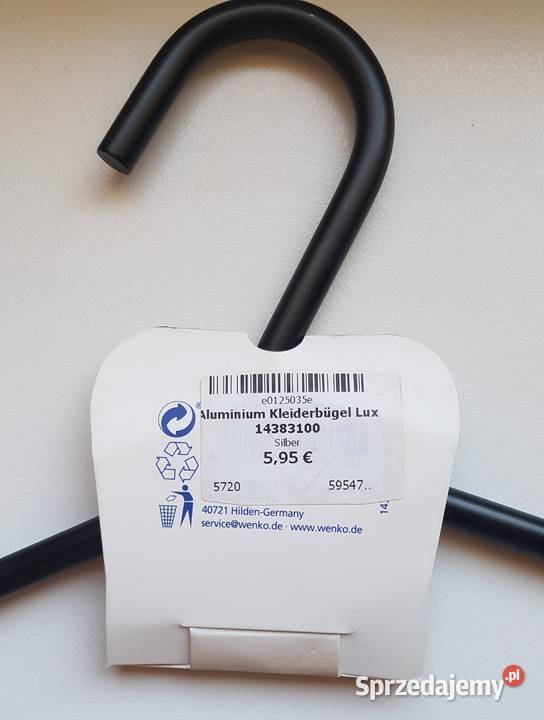 e0125035e
Aluminium Kleiderbügel Lux
14383100
Silber
5,95 €
5720 59547..
40721 Hilden-Germany
service@wenko.de · www.wenko.de
Sprzedajemy.pl